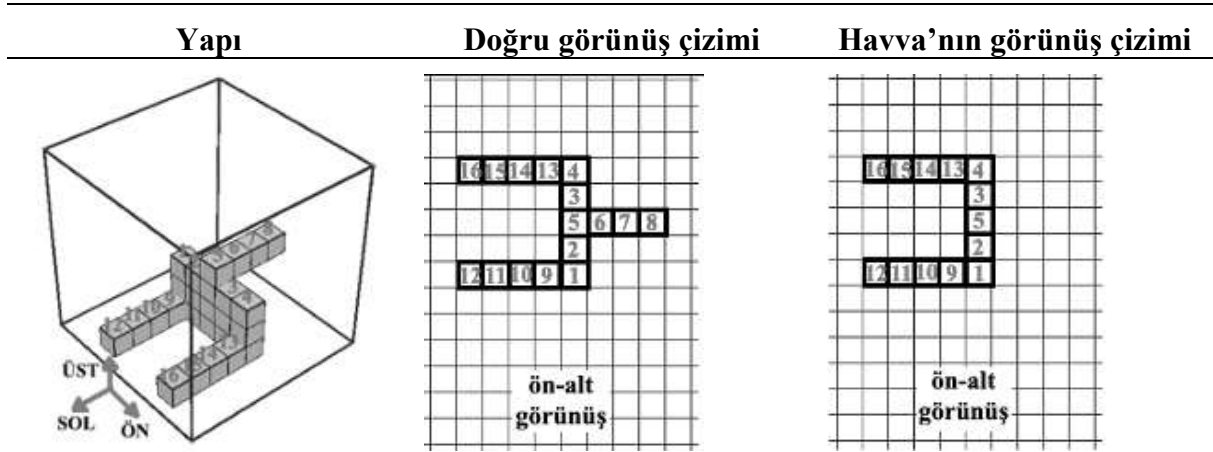 Yapı Doğru görünüş çizimi Havva’nın görünüş çizimi
16 15 14 13 4
3
5 6 7 8
2
12 11 10 9 1
ön-alt
görünüş
16 15 14 13 4
3
5
2
12 11 10 9 1
ön-alt
görünüş
ÜST
SOL
ÖN